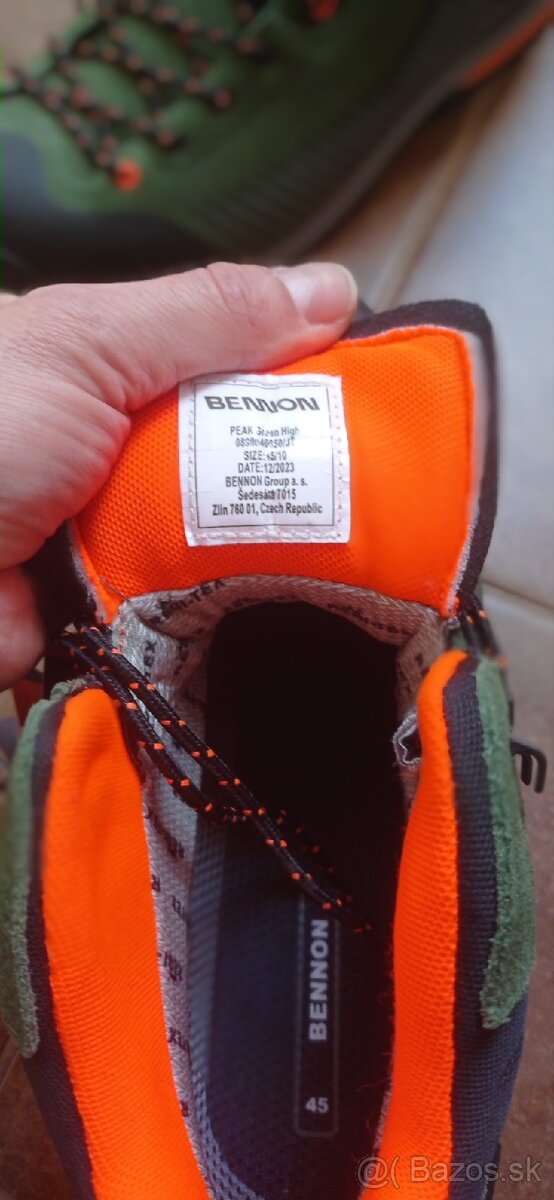 BENNON
PEAK Green High
SIZE: 45/10
DATE:12/2023
BENNON Group a. s.
Šedesátá 7015
Zlín 760 01, Czech Republic
BENNON
45
@( Bazos.sk